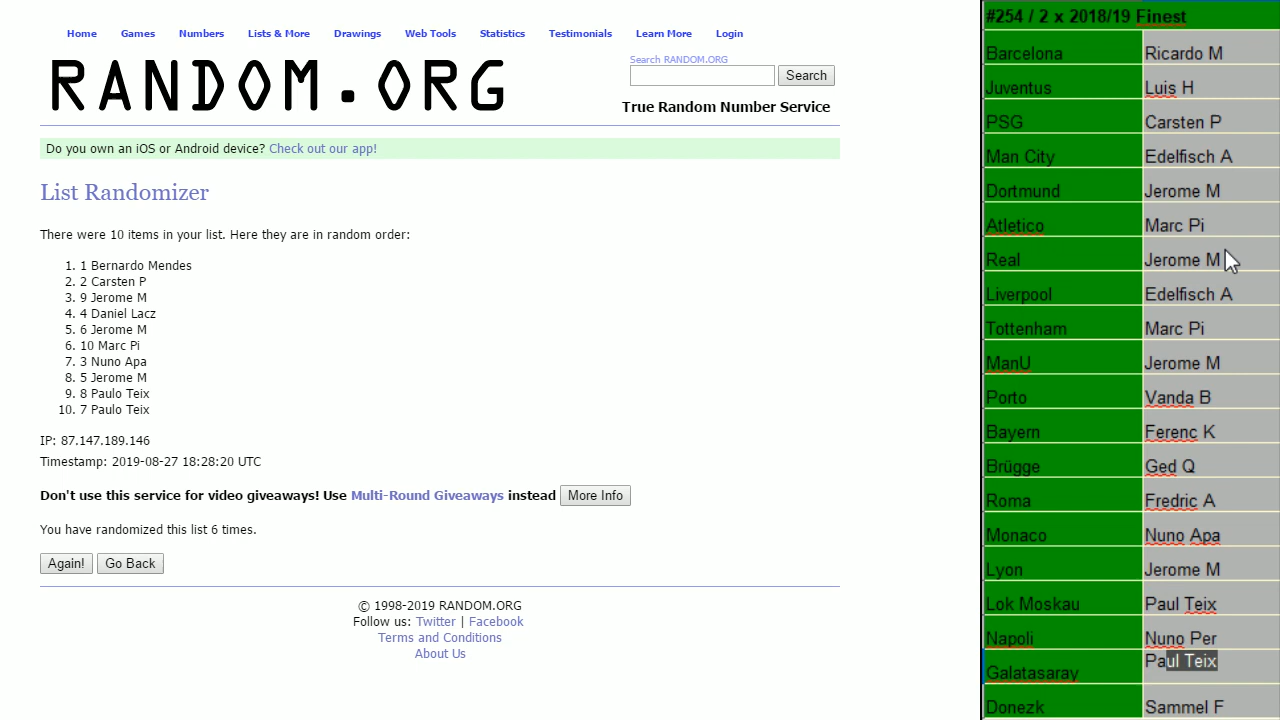 Home Games Numbers Lists & More Drawings Web Tools Statistics Testimonials Learn More Login
RANDOM.ORG
Search RANDOM.ORG
Search
True Random Number Service
Do you own an iOS or Android device? Check out our app!
List Randomizer
There were 10 items in your list. Here they are in random order:
1. 1 Bernardo Mendes
2. 2 Carsten P
3. 9 Jerome M
4. 4 Daniel Lacz
5. 6 Jerome M
6. 10 Marc Pi
7. 3 Nuno Apa
8. 5 Jerome M
9. 8 Paulo Teix
10. 7 Paulo Teix
IP: 87.147.189.146
Timestamp: 2019-08-27 18:28:20 UTC
Don't use this service for video giveaways! Use Multi-Round Giveaways instead More Info
You have randomized this list 6 times.
Again! Go Back
© 1998-2019 RANDOM.ORG
Follow us: Twitter | Facebook
Terms and Conditions
About Us
#254 / 2 x 2018/19 Finest
Barcelona Ricardo M
Juventus Luis H
PSG Carsten P
Man City Edelfisch A
Dortmund Jerome M
Atletico Marc Pi
Real Jerome M
Liverpool Edelfisch A
Tottenham Marc Pi
ManU Jerome M
Porto Vanda B
Bayern Ferenc K
Brügge Ged Q
Roma Fredric A
Monaco Nuno Apa
Lyon Jerome M
Lok Moskau Paul Teix
Napoli Nuno Per
Galatasaray Paul Teix
Donezk Sammel F